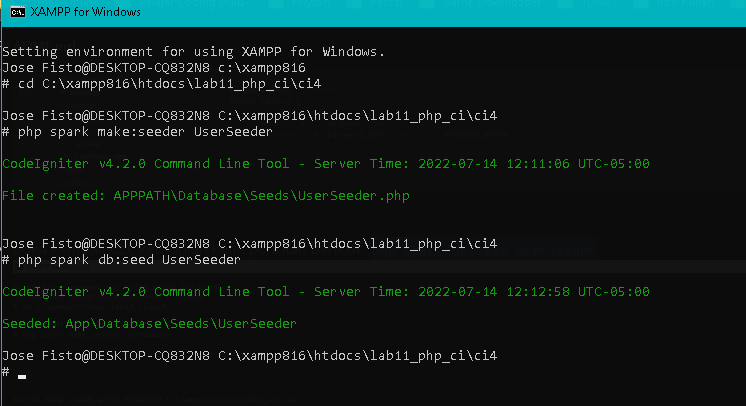 XAMPP for Windows
Setting environment for using XAMPP for Windows.
Jose Fisto@DESKTOP-CQ832N8 c:\xampp816
# cd C:\xampp816\htdocs\lab11_php_ci\ci4
Jose Fisto@DESKTOP-CQ832N8 C:\xampp816\htdocs\lab11_php_ci\ci4
# php spark make:seeder UserSeeder
CodeIgniter v4.2.0 Command Line Tool - Server Time: 2022-07-14 12:11:06 UTC-05:00
File created: APPPATH\Database\Seeds\UserSeeder.php
Jose Fisto@DESKTOP-CQ832N8 C:\xampp816\htdocs\lab11_php_ci\ci4
# php spark db:seed UserSeeder
CodeIgniter v4.2.0 Command Line Tool - Server Time: 2022-07-14 12:12:58 UTC-05:00
Seeded: App\Database\Seeds\UserSeeder
Jose Fisto@DESKTOP-CQ832N8 C:\xampp816\htdocs\lab11_php_ci\ci4
#